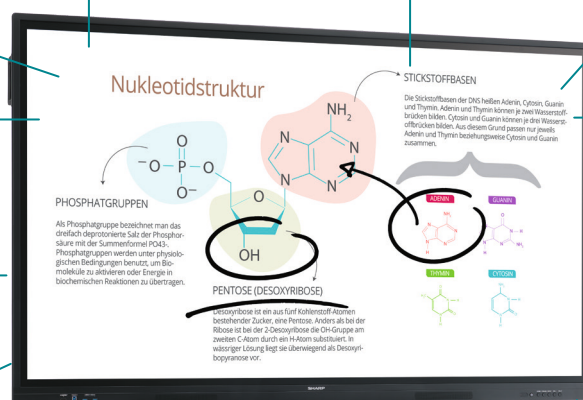 Nukleotidstruktur
STICKSTOFFBASEN
Die Stickstoffbasen der DNS heißen Adenin, Cytosin, Guanin
und Thymin. Adenin und Thymin können je zwei Wasserstoff-
brücken bilden. Cytosin und Guanin können je drei Wasserst-
offbrücken bilden. Aus diesem Grund passen nur jeweils
Adenin und Thymin beziehungsweise Cytosin und Guanin
zusammen.
NH2
N
N
N
N
O
O P O
O
O
OH
PHOSPHATGRUPPEN
Als Phosphatgruppe bezeichnet man das
dreifach deprotonierte Salz der Phosphor-
säure mit der Summenformel PO43-.
Phosphatgruppen werden unter physiolo-
gischen Bedingungen benutzt, um Bio-
moleküle zu aktivieren oder Energie in
biochemischen Reaktionen zu übertragen.
PENTOSE (DESOXYRIBOSE)
Desoxyribose ist ein aus fünf Kohlenstoff-Atomen
bestehender Zucker, eine Pentose. Anders als bei der
Ribose ist bei der 2-Desoxyribose die OH-Gruppe am
zweiten C-Atom durch ein H-Atom substituiert. In
wässriger Lösung liegt sie überwiegend als Desoxyri-
bopyranose vor.
ADENIN
GUANIN
THYMIN
CYTOSIN
SHARP